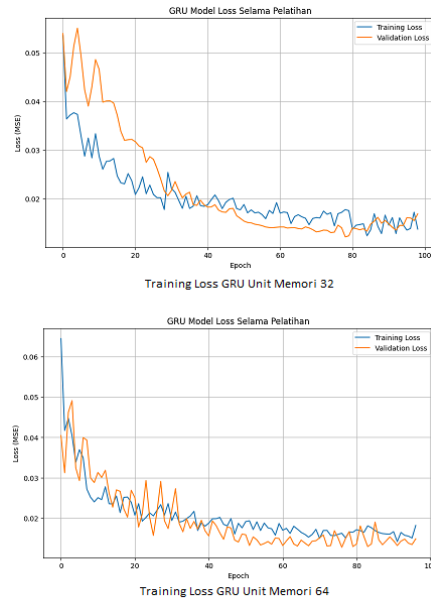 GRU Model Loss Selama Pelatihan
Training Loss
Validation Loss
0.05
0.04
0.03
0.02
Loss (MSE)
0
20
40
60
80
100
Epoch
Training Loss GRU Unit Memori 32
GRU Model Loss Selama Pelatihan
Training Loss
Validation Loss
0.06
0.05
0.04
0.03
0.02
Loss (MSE)
0
20
40
60
80
100
Epoch
Training Loss GRU Unit Memori 64